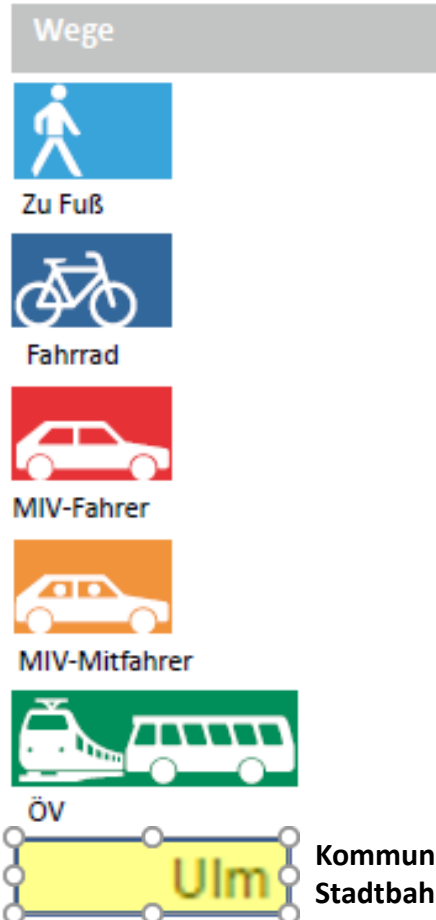 Wege
Zu Fuß
Fahrrad
MIV-Fahrer
MIV-Mitfahrer
ÖV
Ulm
Kommun
Stadtbah